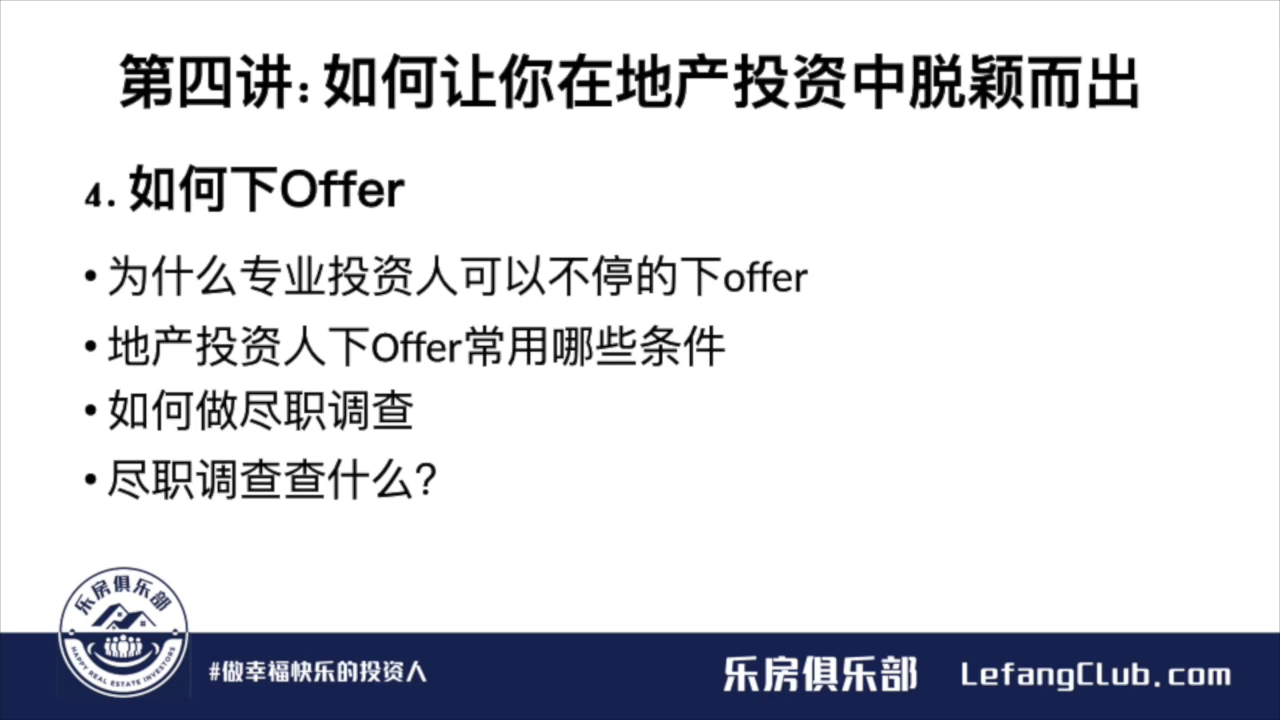 第四讲：如何让你在地产投资中脱颖而出
4. 如何下Offer
• 为什么专业投资人可以不停的下offer
• 地产投资人下Offer常用哪些条件
• 如何做尽职调查
• 尽职调查查什么？
乐房俱乐部
HAPPY REAL ESTATE INVESTORS
#做幸福快乐的投资人
乐房俱乐部
LefangClub.com